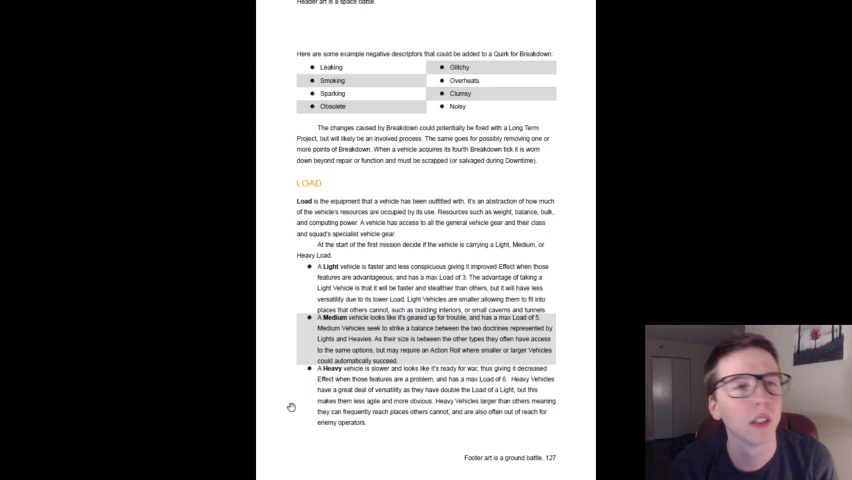 Header art is a space battle.
Here are some example negative descriptors that could be added to a Quirk for Breakdown:
● Leaking ● Glitchy
● Smoking ● Overheats
● Sparking ● Clumsy
● Obsolete ● Noisy
The changes caused by Breakdown could potentially be fixed with a Long Term
Project, but will likely be an involved process. The same goes for possibly removing one or
more points of Breakdown. When a vehicle acquires its fourth Breakdown tick it is worn
down beyond repair or function and must be scrapped (or salvaged during Downtime).
LOAD
Load is the equipment that a vehicle has been outfitted with. It's an abstraction of how much
of the vehicle's resources are occupied by its use. Resources such as weight, balance, bulk,
and computing power. A vehicle has access to all the general vehicle gear and their class
and squad's specialist vehicle gear.
At the start of the first mission decide if the vehicle is carrying a Light, Medium, or
Heavy Load.
● A Light vehicle is faster and less conspicuous giving it improved Effect when those
features are advantageous, and has a max Load of 3. The advantage of taking a
Light Vehicle is that it will be faster and stealthier than others, but it will have less
versatility due to its lower Load. Light Vehicles are smaller allowing them to fit into
places that others cannot, such as building interiors, or small caverns and tunnels
● A Medium vehicle looks like it's geared up for trouble, and has a max Load of 5.
Medium Vehicles seek to strike a balance between the two doctrines represented by
Lights and Heavies. As their size is between the other types they often have access
to the same options, but may require an Action Roll where smaller or larger Vehicles
could automatically succeed.
● A Heavy vehicle is slower and looks like it's ready for war, thus giving it decreased
Effect when those features are a problem, and has a max Load of 6. Heavy Vehicles
have a great deal of versatility as they have double the Load of a Light, but this
makes them less agile and more obvious. Heavy Vehicles larger than others meaning
they can frequently reach places others cannot, and are also often out of reach for
enemy operators.
Footer art is a ground battle. 127